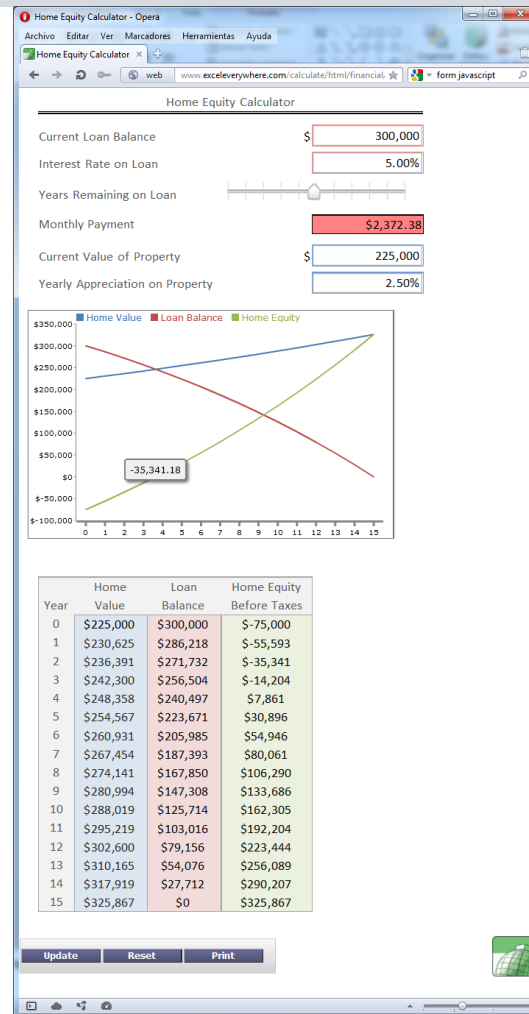 Home Equity Calculator - Opera
Archivo Editar Ver Marcadores Herramientas Ayuda
Home Equity Calculator
web www.exceleverywhere.com/calculate/html/financial, form javascript
Home Equity Calculator
Current Loan Balance $ 300,000
Interest Rate on Loan 5.00%
Years Remaining on Loan
Monthly Payment $2,372.38
Current Value of Property $ 225,000
Yearly Appreciation on Property 2.50%
Home Value Loan Balance Home Equity
$350,000
$300,000
$250,000
$200,000
$150,000
$100,000
$50,000
$0
$-50,000
$-100,000
-35,341.18
0 1 2 3 4 5 6 7 8 9 10 11 12 13 14 15
Home Loan Home Equity
Year Value Balance Before Taxes
0 $225,000 $300,000 $-75,000
1 $230,625 $286,218 $-55,593
2 $236,391 $271,732 $-35,341
3 $242,300 $256,504 $-14,204
4 $248,358 $240,497 $7,861
5 $254,567 $223,671 $30,896
6 $260,931 $205,985 $54,946
7 $267,454 $187,393 $80,061
8 $274,141 $167,850 $106,290
9 $280,994 $147,308 $133,686
10 $288,019 $125,714 $162,305
11 $295,219 $103,016 $192,204
12 $302,600 $79,156 $223,444
13 $310,165 $54,076 $256,089
14 $317,919 $27,712 $290,207
15 $325,867 $0 $325,867
Update Reset Print